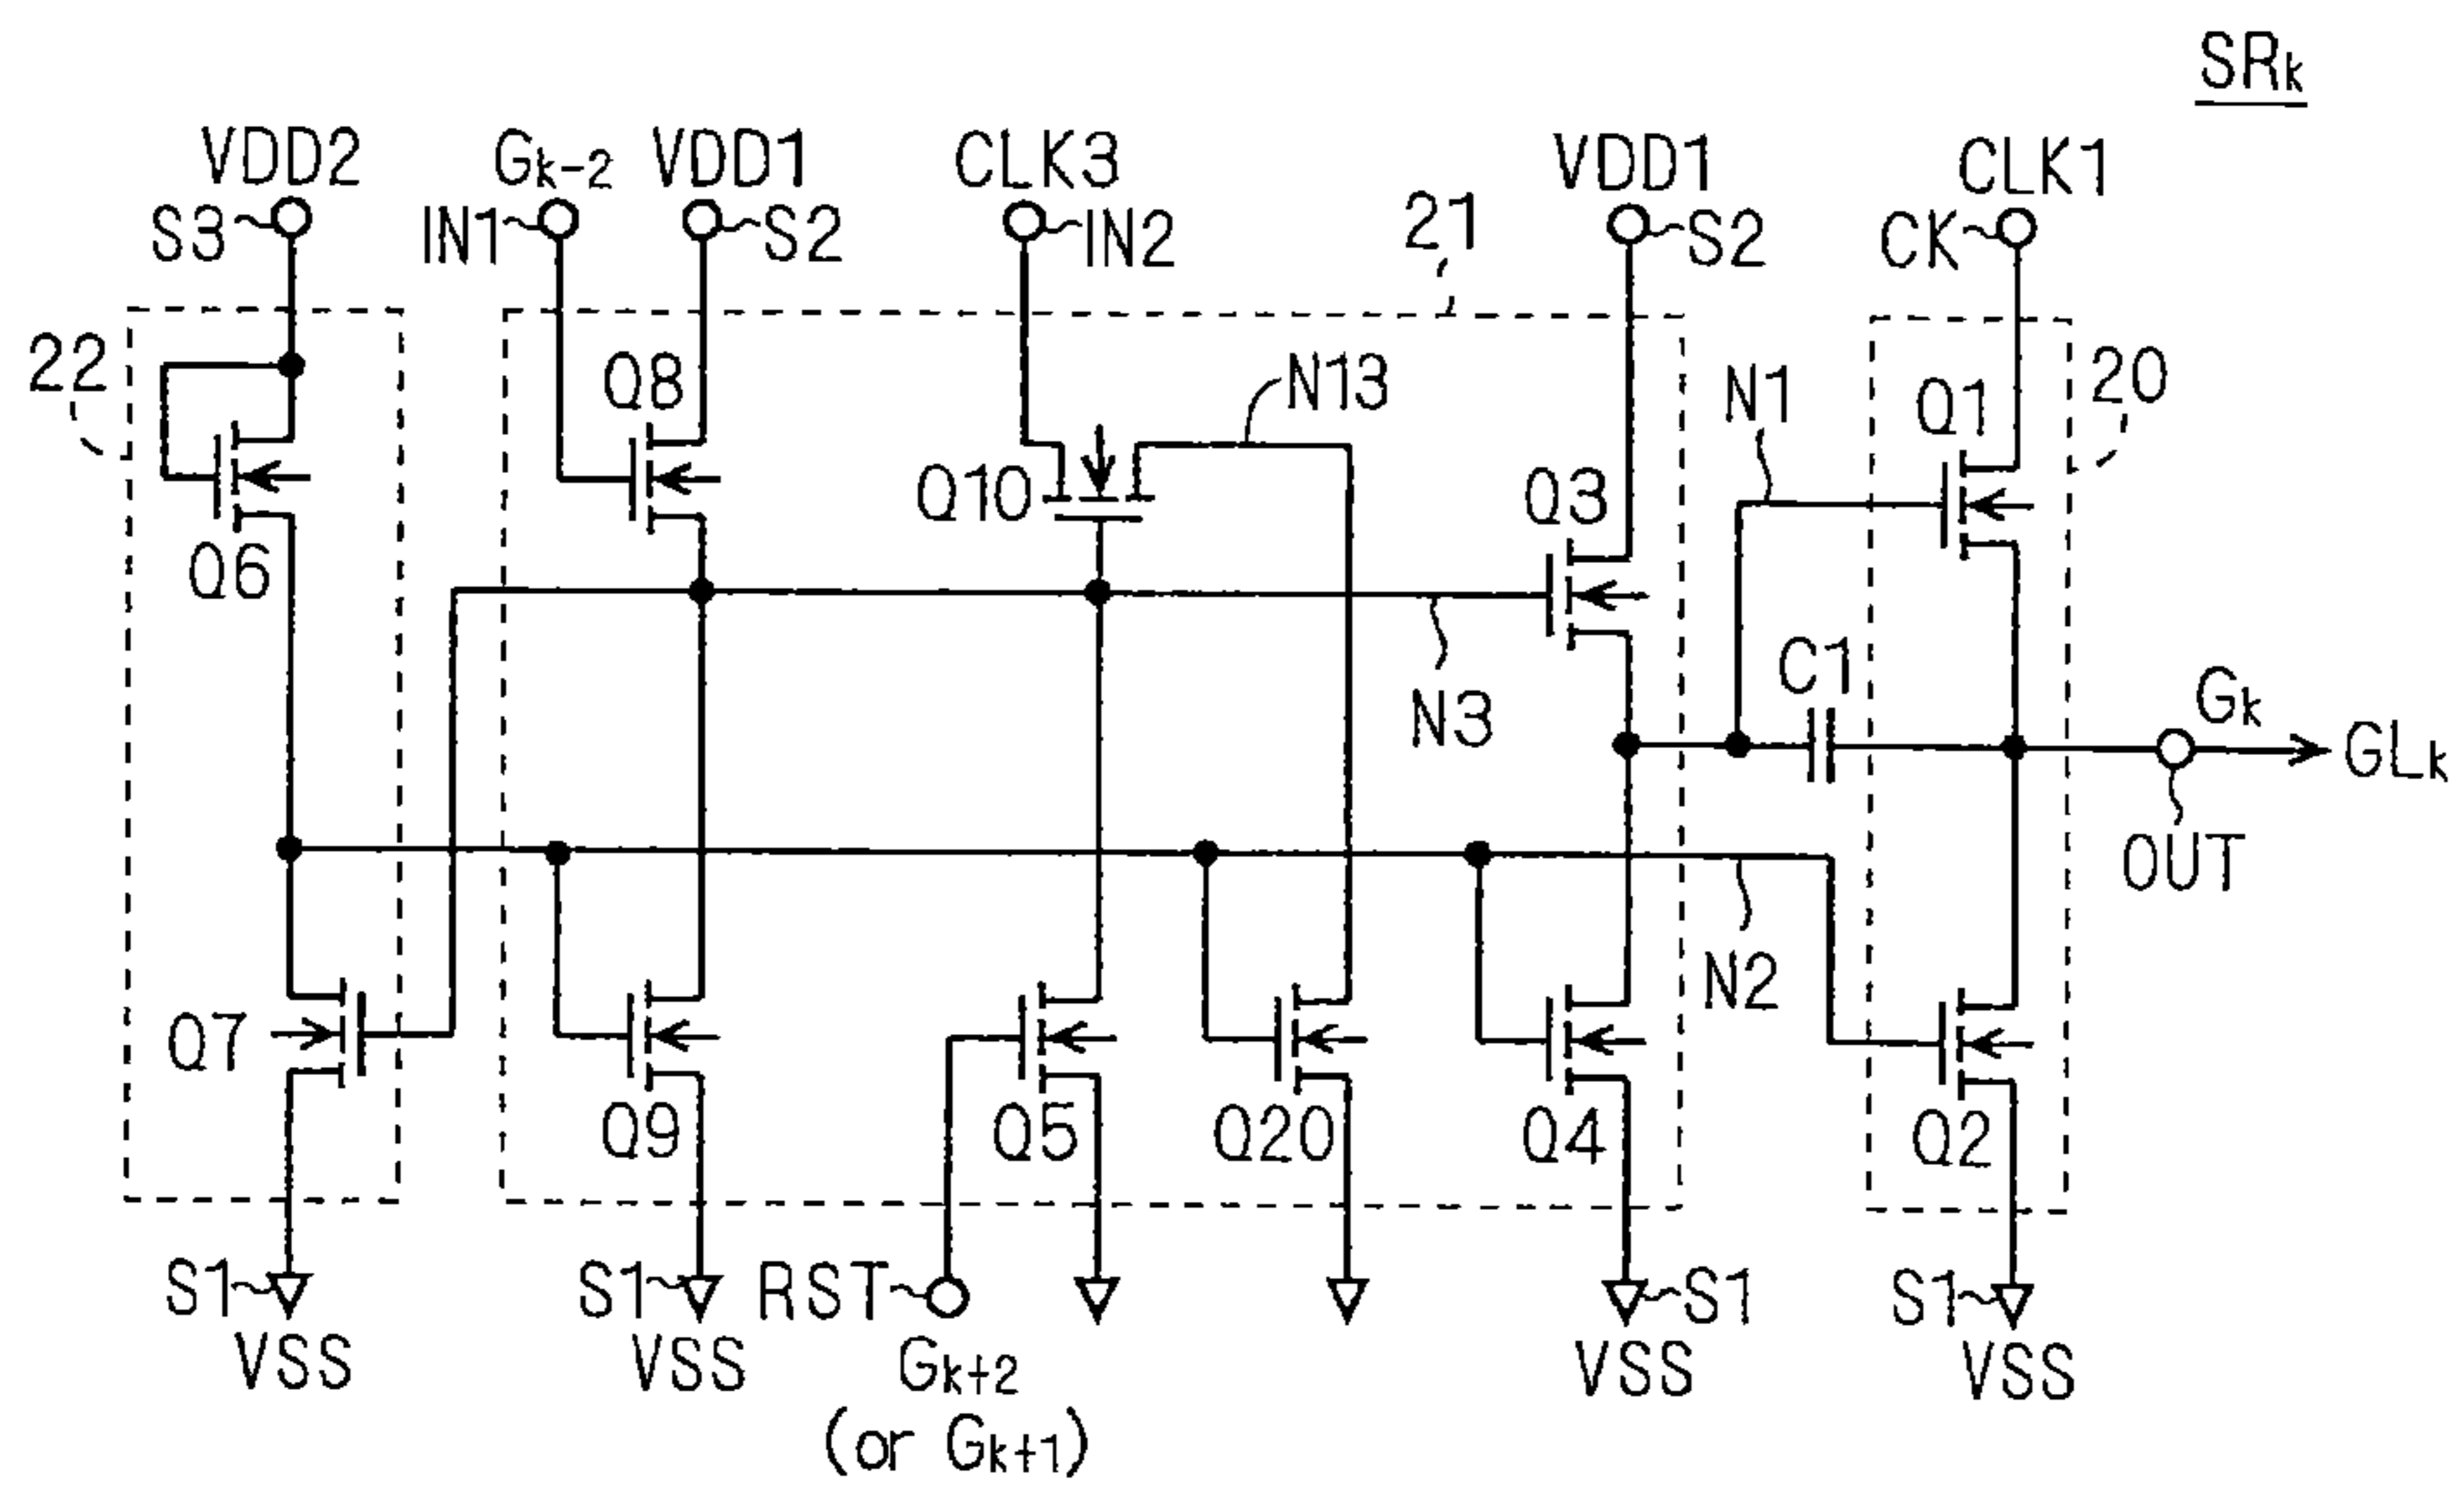 SRk
VDD2
Gk-2
VDD1
CLK3
VDD1
CLK1
S3
IN1
S2
IN2
21
S2
CK
22
Q8
N13
N1
Q1
20
Q6
Q10
Q3
C1
N3
Gk
GLk
OUT
N2
Q7
Q9
Q5
Q20
Q4
Q2
S1
S1
RST
S1
S1
VSS
VSS
Gk+2
VSS
VSS
(or Gk+1)